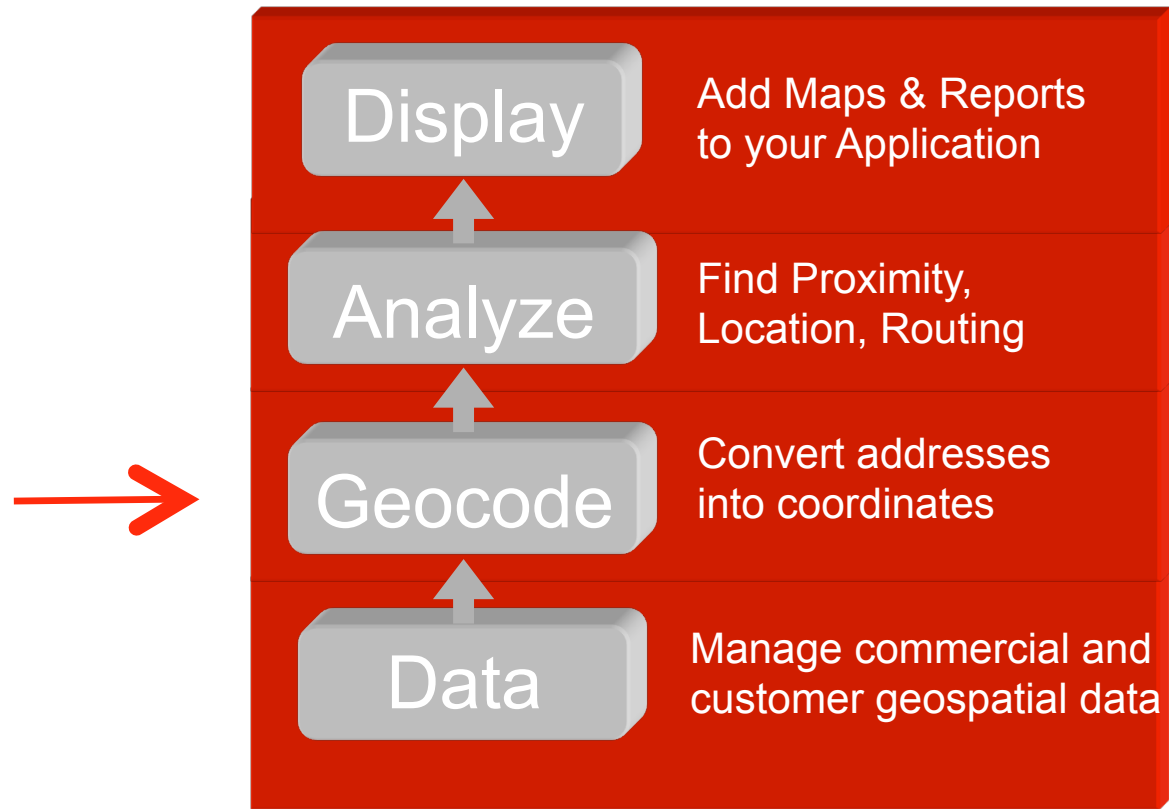 Display
Add Maps & Reports
to your Application
Analyze
Find Proximity,
Location, Routing
Geocode
Convert addresses
into coordinates
Data
Manage commercial and
customer geospatial data